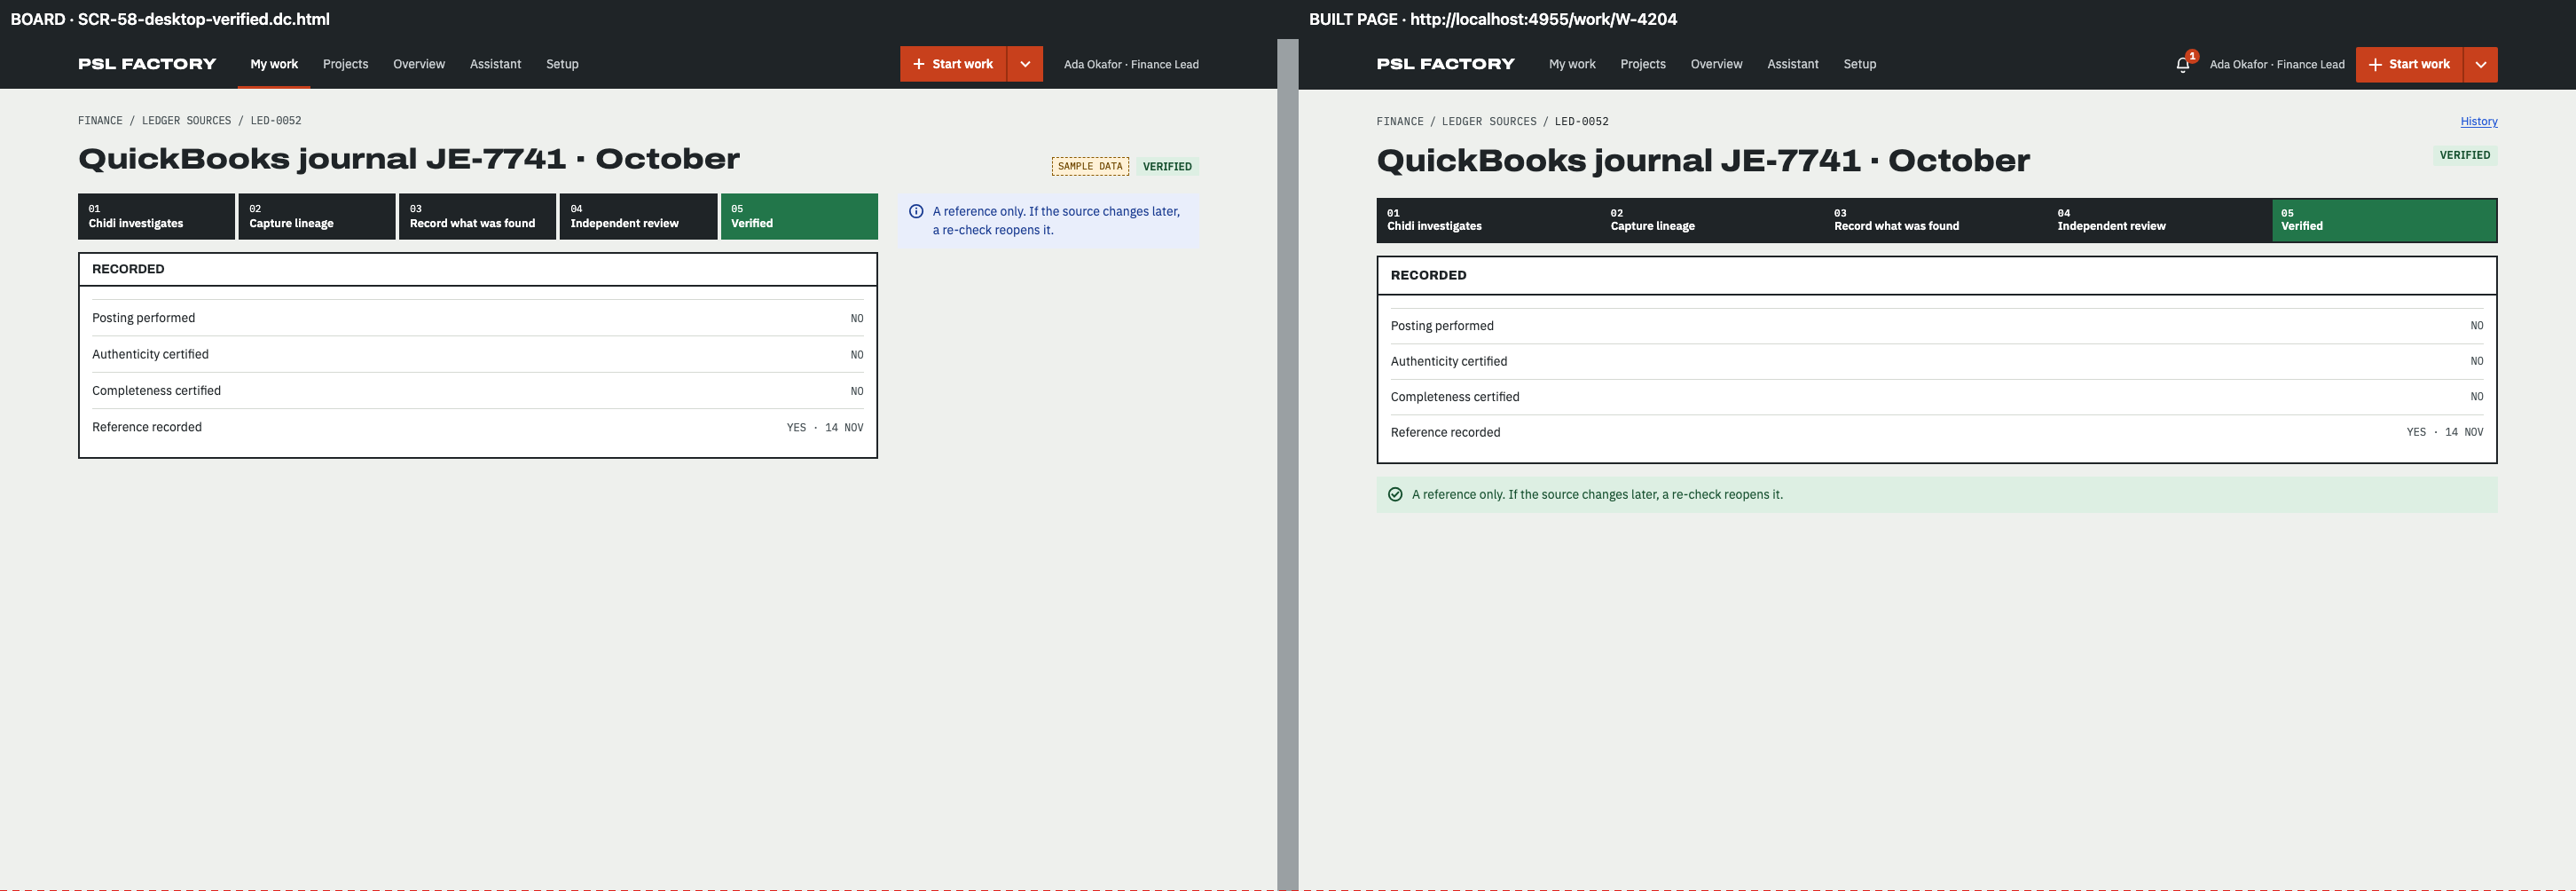 BOARD · SCR-58-desktop-verified.dc.html
PSL FACTORY
My work
Projects
Overview
Assistant
Setup
Start work
Ada Okafor · Finance Lead
FINANCE / LEDGER SOURCES / LED-0052
QuickBooks journal JE-7741 · October
SAMPLE DATA
VERIFIED
01
Chidi investigates
02
Capture lineage
03
Record what was found
04
Independent review
05
Verified
A reference only. If the source changes later,
a re-check reopens it.
RECORDED
Posting performed NO
Authenticity certified NO
Completeness certified NO
Reference recorded YES · 14 NOV
BUILT PAGE · http://localhost:4955/work/W-4204
PSL FACTORY
My work
Projects
Overview
Assistant
Setup
1
Ada Okafor · Finance Lead
Start work
FINANCE / LEDGER SOURCES / LED-0052
History
QuickBooks journal JE-7741 · October
VERIFIED
01
Chidi investigates
02
Capture lineage
03
Record what was found
04
Independent review
05
Verified
RECORDED
Posting performed NO
Authenticity certified NO
Completeness certified NO
Reference recorded YES · 14 NOV
A reference only. If the source changes later, a re-check reopens it.